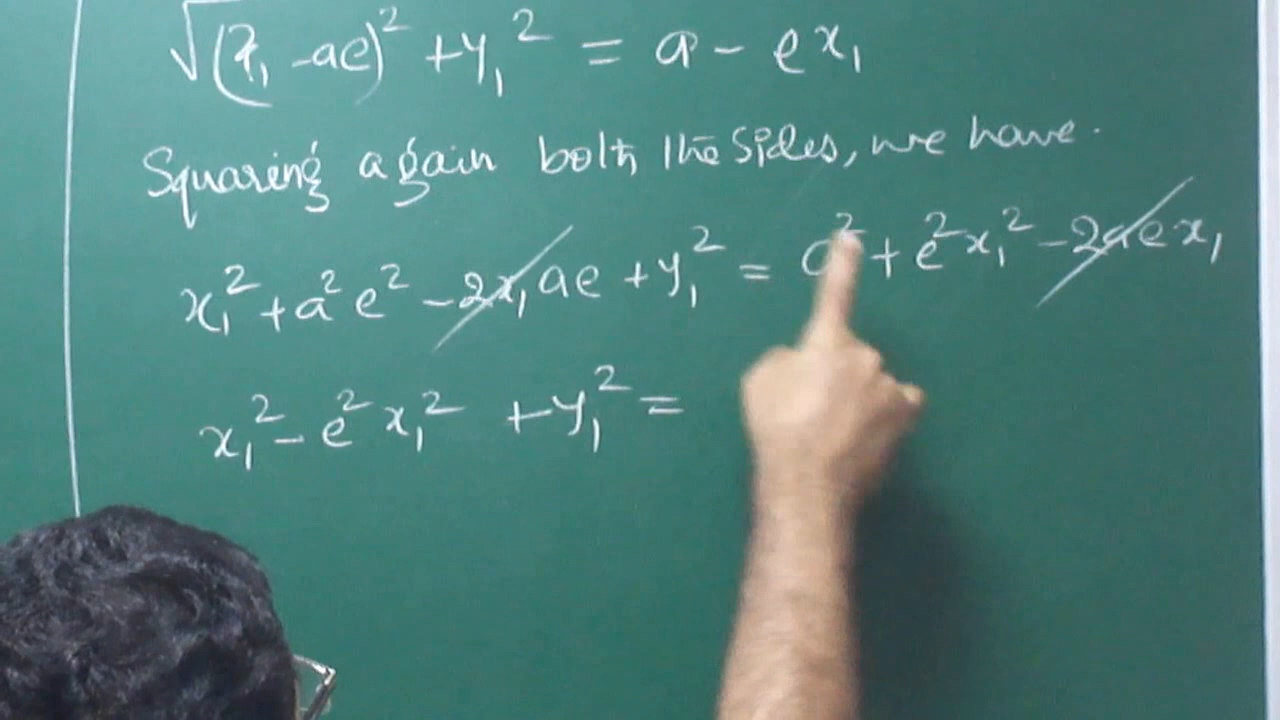 √(x₁ - ae)² + y₁² = a - ex₁
Squaring again both the sides, we have.
x₁² + a²e² - 2x₁ae + y₁² = a² + e²x₁² - 2aex₁
x₁² - e²x₁² + y₁² =